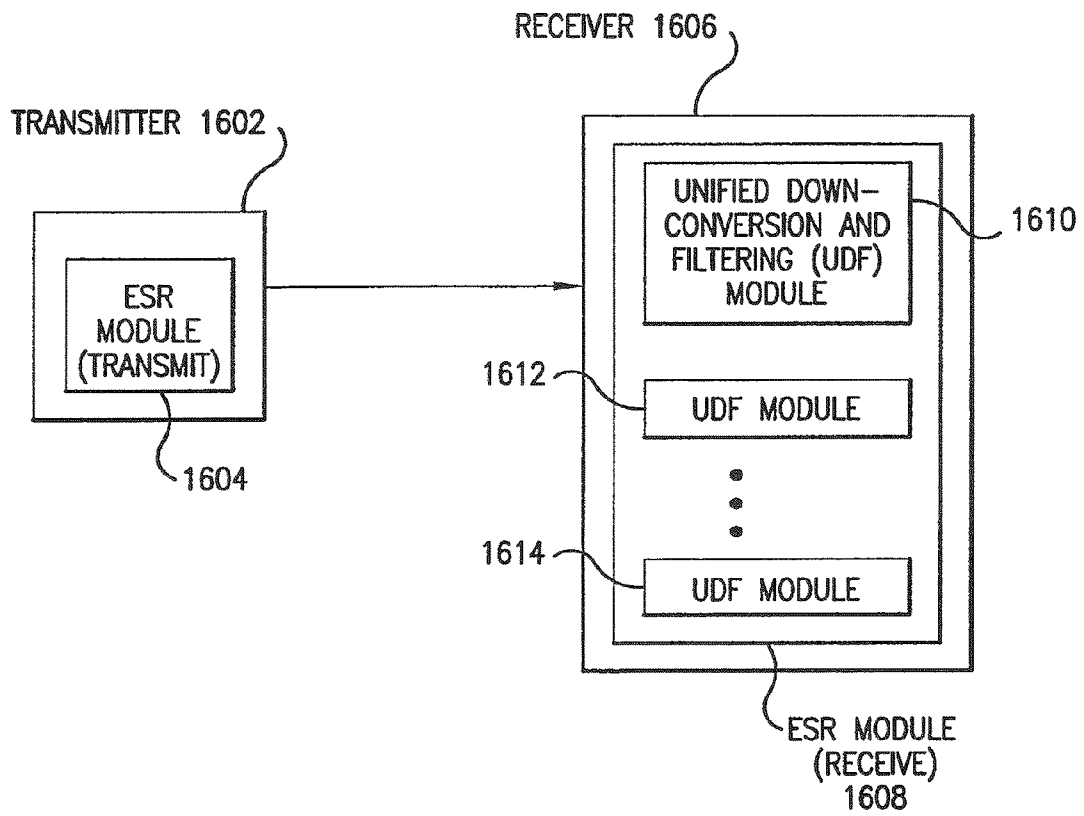 RECEIVER 1606
TRANSMITTER 1602
UNIFIED DOWN-
CONVERSION AND
FILTERING (UDF)
MODULE
1610
ESR
MODULE
(TRANSMIT)
1604
1612
UDF MODULE
1614
UDF MODULE
ESR MODULE
(RECEIVE)
1608